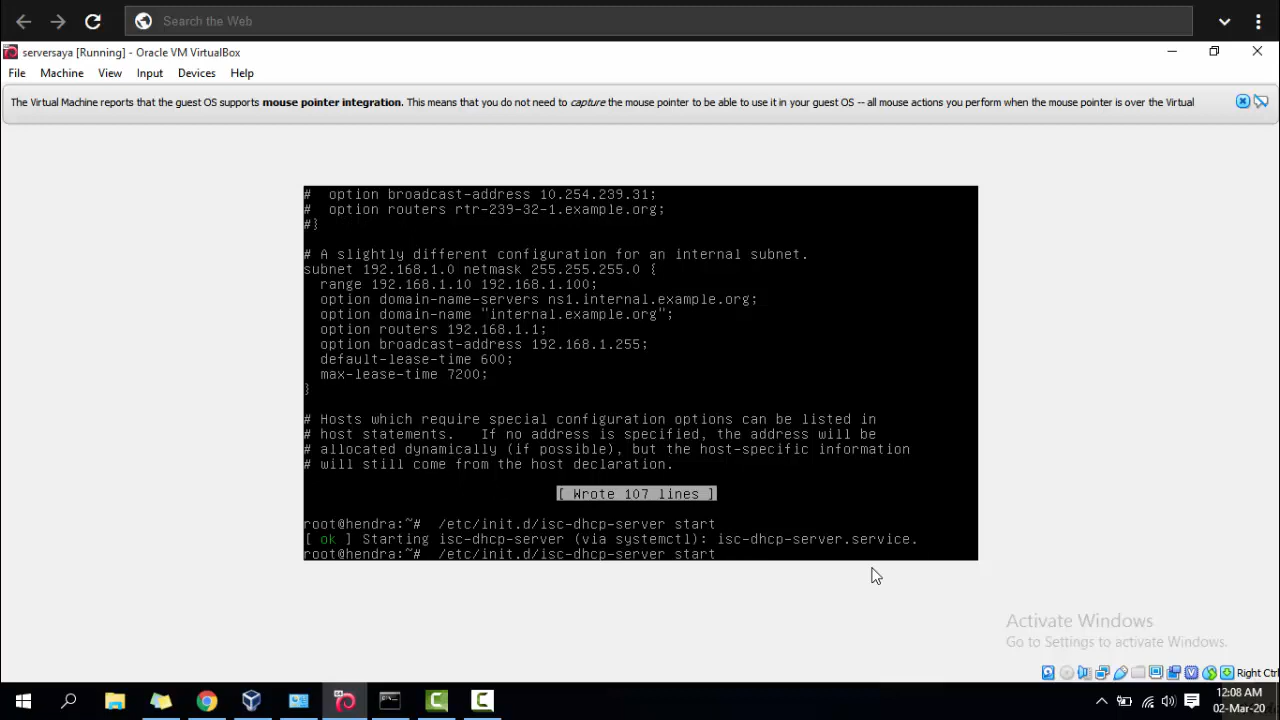 Search the Web
serversaya [Running] - Oracle VM VirtualBox
File Machine View Input Devices Help
The Virtual Machine reports that the guest OS supports mouse pointer integration. This means that you do not need to capture the mouse pointer to be able to use it in your guest OS -- all mouse actions you perform when the mouse pointer is over the Virtual
#  option broadcast-address 10.254.239.31;
#  option routers rtr-239-32-1.example.org;
#}
# A slightly different configuration for an internal subnet.
subnet 192.168.1.0 netmask 255.255.255.0 {
  range 192.168.1.10 192.168.1.100;
  option domain-name-servers ns1.internal.example.org;
  option domain-name "internal.example.org";
  option routers 192.168.1.1;
  option broadcast-address 192.168.1.255;
  default-lease-time 600;
  max-lease-time 7200;
}
# Hosts which require special configuration options can be listed in
# host statements.   If no address is specified, the address will be
# allocated dynamically (if possible), but the host-specific information
# will still come from the host declaration.
[ Wrote 107 lines ]
root@hendra:~#  /etc/init.d/isc-dhcp-server start
[ ok ] Starting isc-dhcp-server (via systemctl): isc-dhcp-server.service.
root@hendra:~#  /etc/init.d/isc-dhcp-server start
Activate Windows
Go to Settings to activate Windows.
Right Ctrl
12:08 AM
02-Mar-20